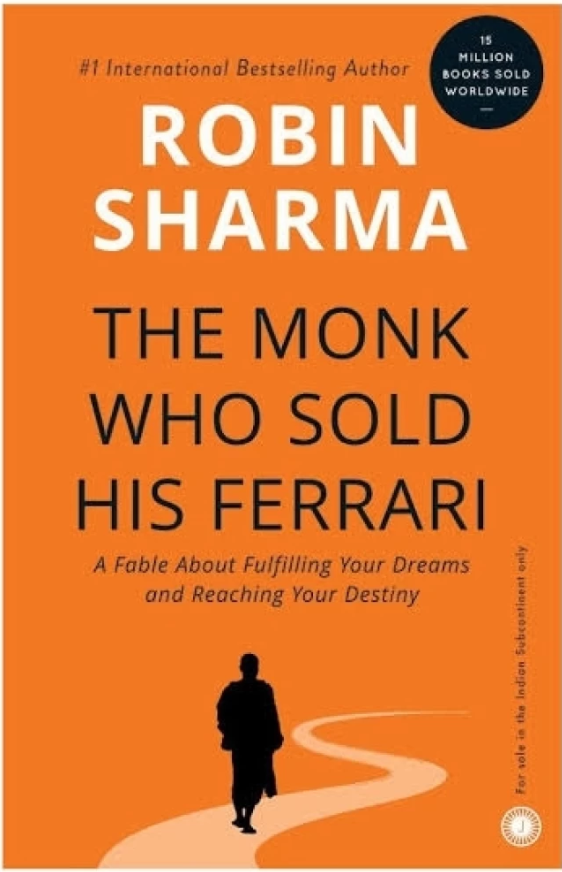 15
MILLION
BOOKS SOLD
WORLDWIDE
#1 International Bestselling Author
ROBIN
SHARMA
THE MONK
WHO SOLD
HIS FERRARI
A Fable About Fulfilling Your Dreams
and Reaching Your Destiny
For sale in the Indian Subcontinent only
J